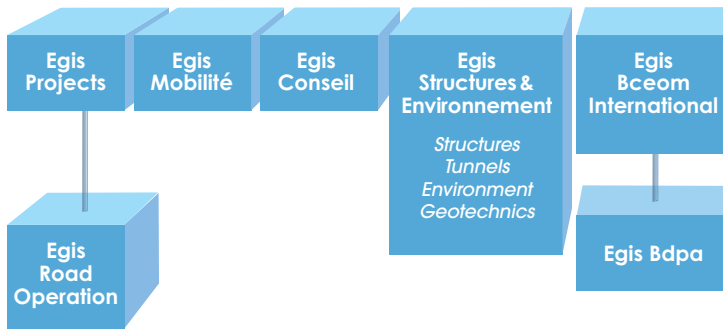 Egis
Projects
Egis
Mobilité
Egis
Conseil
Egis
Structures &
Environnement
Structures
Tunnels
Environment
Geotechnics
Egis
Bceom
International
Egis
Road
Operation
Egis Bdpa